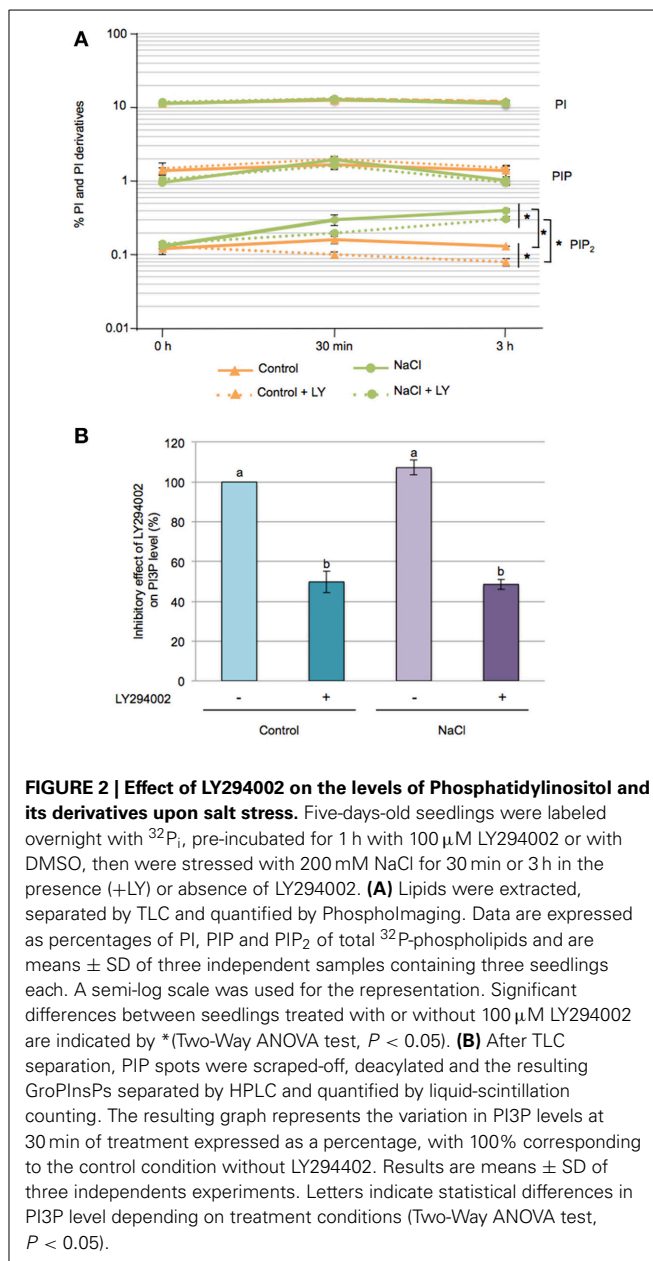 A
100
10
1
0.1
0.01
% PI and PI derivatives
PI
PIP
* * * PIP2
*
0 h 30 min 3 h
Control NaCl
Control + LY NaCl + LY
B
120
100
80
60
40
20
0
Inhibitory effect of LY294002
on PI3P level (%)
a b a b
LY294002 - + - +
Control NaCl
FIGURE 2 | Effect of LY294002 on the levels of Phosphatidylinositol and
its derivatives upon salt stress. Five-days-old seedlings were labeled
overnight with ³²Pᵢ, pre-incubated for 1 h with 100 μM LY294002 or with
DMSO, then were stressed with 200 mM NaCl for 30 min or 3 h in the
presence (+LY) or absence of LY294002. (A) Lipids were extracted,
separated by TLC and quantified by PhosphoImaging. Data are expressed
as percentages of PI, PIP and PIP₂ of total ³²P-phospholipids and are
means ± SD of three independent samples containing three seedlings
each. A semi-log scale was used for the representation. Significant
differences between seedlings treated with or without 100 μM LY294002
are indicated by *(Two-Way ANOVA test, P < 0.05). (B) After TLC
separation, PIP spots were scraped-off, deacylated and the resulting
GroPInsPs separated by HPLC and quantified by liquid-scintillation
counting. The resulting graph represents the variation in PI3P levels at
30 min of treatment expressed as a percentage, with 100% corresponding
to the control condition without LY294402. Results are means ± SD of
three independents experiments. Letters indicate statistical differences in
PI3P level depending on treatment conditions (Two-Way ANOVA test,
P < 0.05).